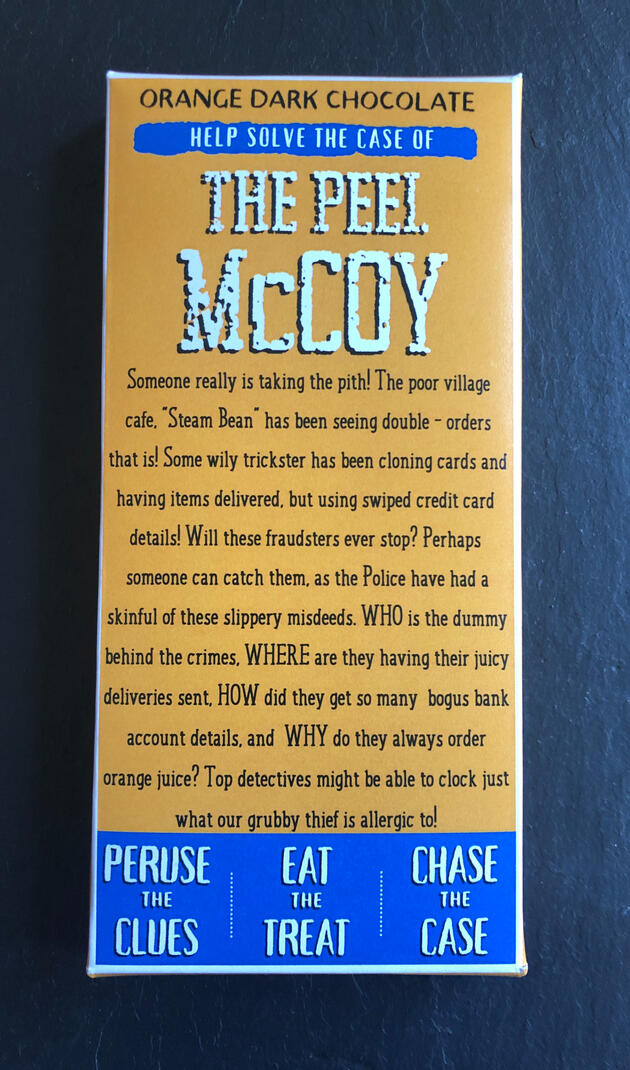 ORANGE DARK CHOCOLATE
HELP SOLVE THE CASE OF
THE PEEL
McCOY
Someone really is taking the pith! The poor village
cafe, "Steam Bean" has been seeing double - orders
that is! Some wily trickster has been cloning cards and
having items delivered, but using swiped credit card
details! Will these fraudsters ever stop? Perhaps
someone can catch them, as the Police have had a
skinful of these slippery misdeeds. WHO is the dummy
behind the crimes, WHERE are they having their juicy
deliveries sent, HOW did they get so many bogus bank
account details, and WHY do they always order
orange juice? Top detectives might be able to clock just
what our grubby thief is allergic to!
PERUSE THE CLUES
EAT THE TREAT
CHASE THE CASE